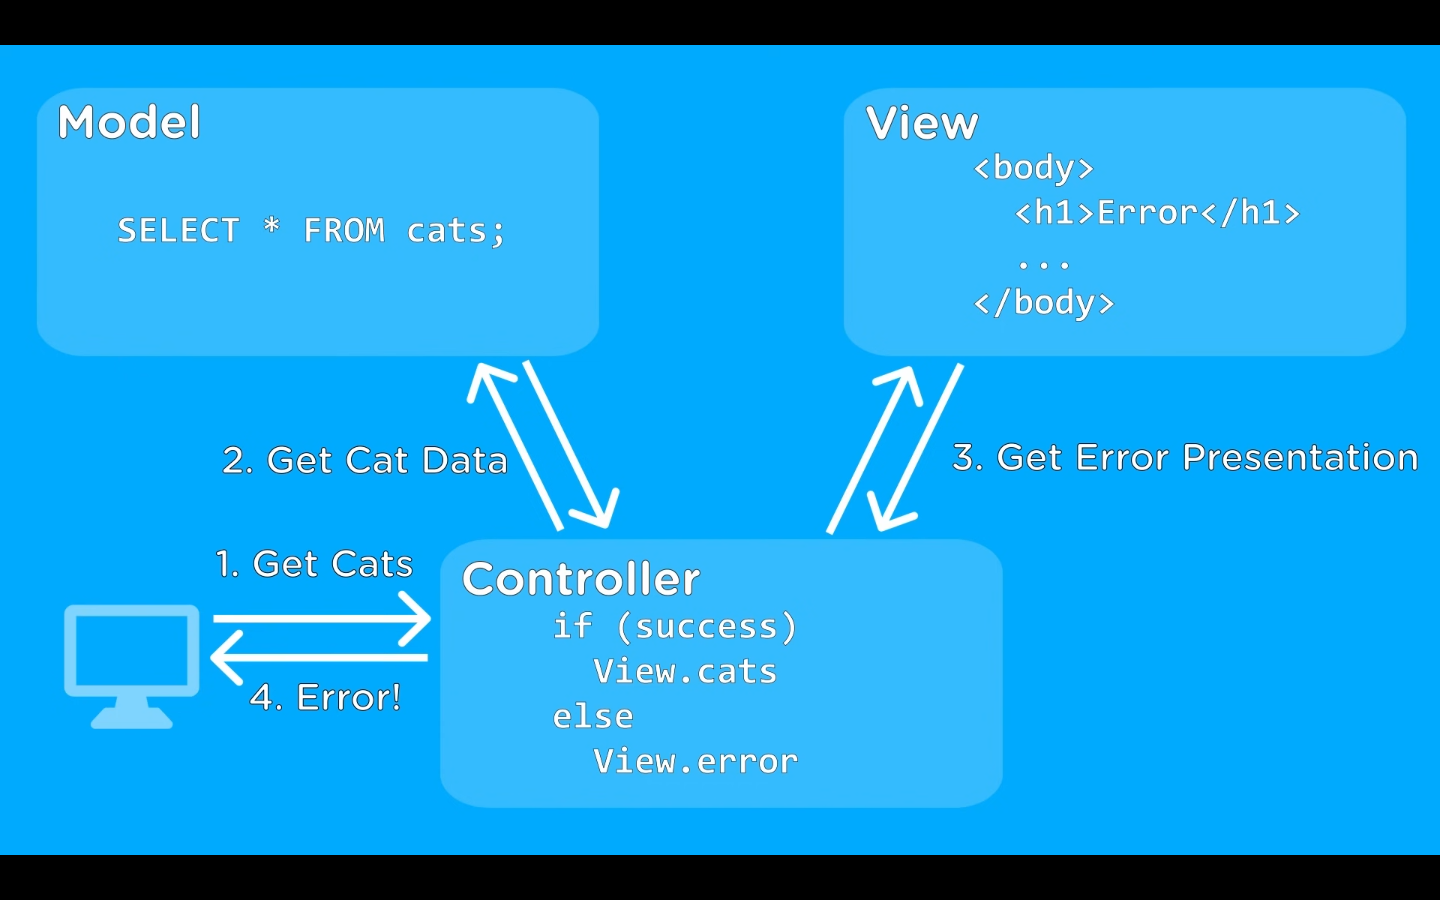 Model
SELECT * FROM cats;
View
<body>
<h1>Error</h1>
...
</body>
2. Get Cat Data
3. Get Error Presentation
1. Get Cats
4. Error!
Controller
if (success)
View.cats
else
View.error